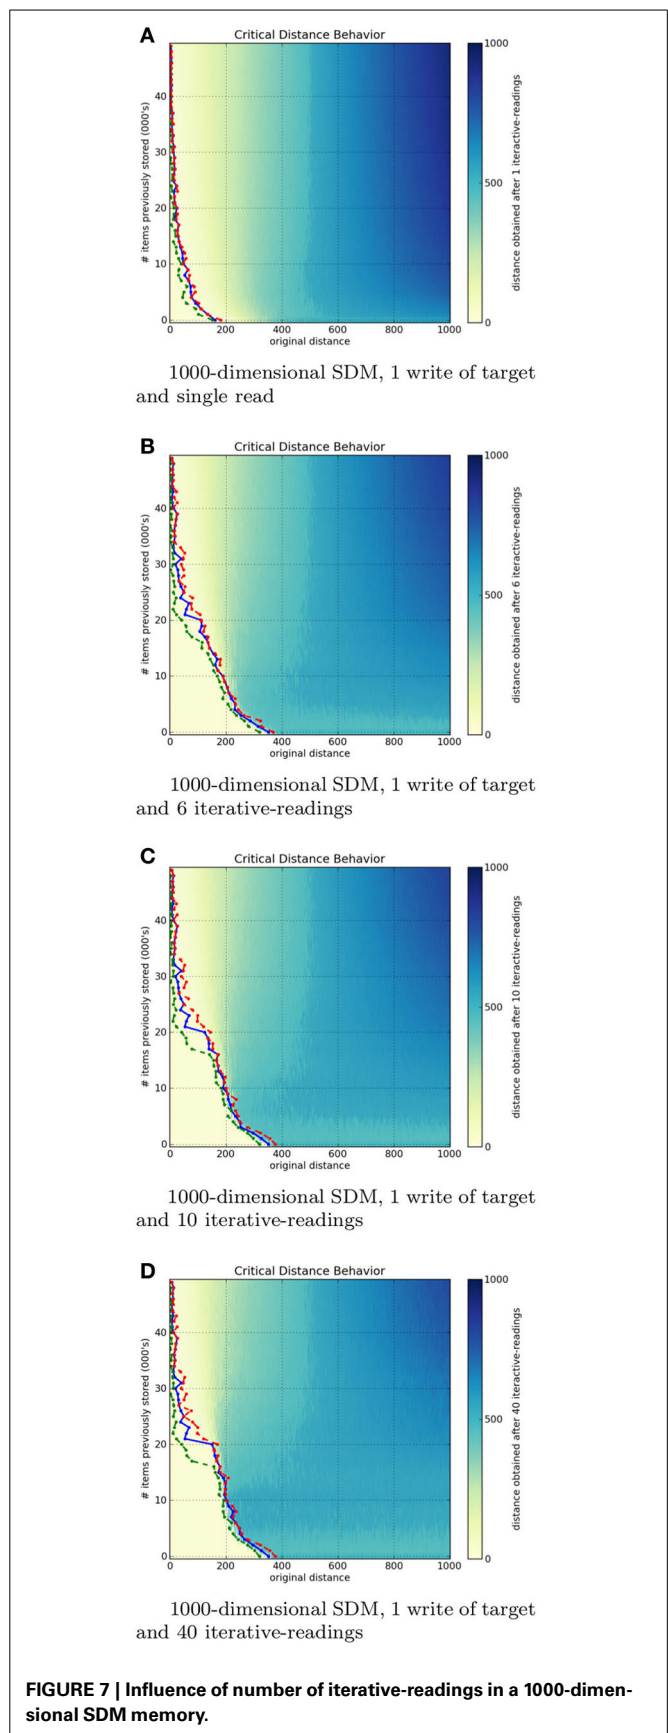 A
Critical Distance Behavior
# items previously stored (000's)
40
30
20
10
0
0 200 400 600 800 1000
original distance
1000
500
0
distance obtained after 1 iteractive-readings
1000-dimensional SDM, 1 write of target
and single read
B
Critical Distance Behavior
# items previously stored (000's)
40
30
20
10
0
0 200 400 600 800 1000
original distance
1000
500
0
distance obtained after 6 iteractive-readings
1000-dimensional SDM, 1 write of target
and 6 iterative-readings
C
Critical Distance Behavior
# items previously stored (000's)
40
30
20
10
0
0 200 400 600 800 1000
original distance
1000
500
0
distance obtained after 10 iteractive-readings
1000-dimensional SDM, 1 write of target
and 10 iterative-readings
D
Critical Distance Behavior
# items previously stored (000's)
40
30
20
10
0
0 200 400 600 800 1000
original distance
1000
500
0
distance obtained after 40 iteractive-readings
1000-dimensional SDM, 1 write of target
and 40 iterative-readings
FIGURE 7 | Influence of number of iterative-readings in a 1000-dimen-
sional SDM memory.